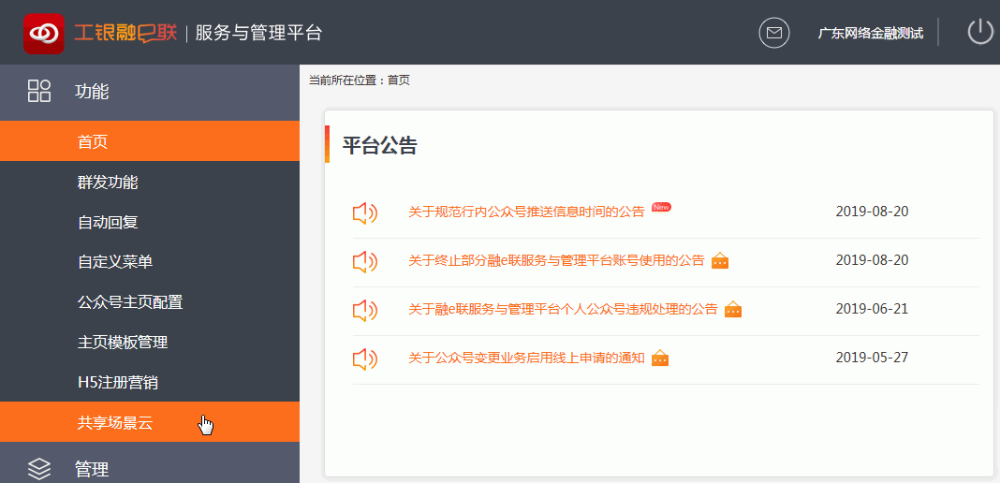 工银融e联 | 服务与管理平台
广东网络金融测试
功能
首页
群发功能
自动回复
自定义菜单
公众号主页配置
主页模板管理
H5注册营销
共享场景云
管理
当前所在位置：首页
平台公告
关于规范行内公众号推送信息时间的公告 New 2019-08-20
关于终止部分融e联服务与管理平台账号使用的公告 2019-08-20
关于融e联服务与管理平台个人公众号违规处理的公告 2019-06-21
关于公众号变更业务启用线上申请的通知 2019-05-27